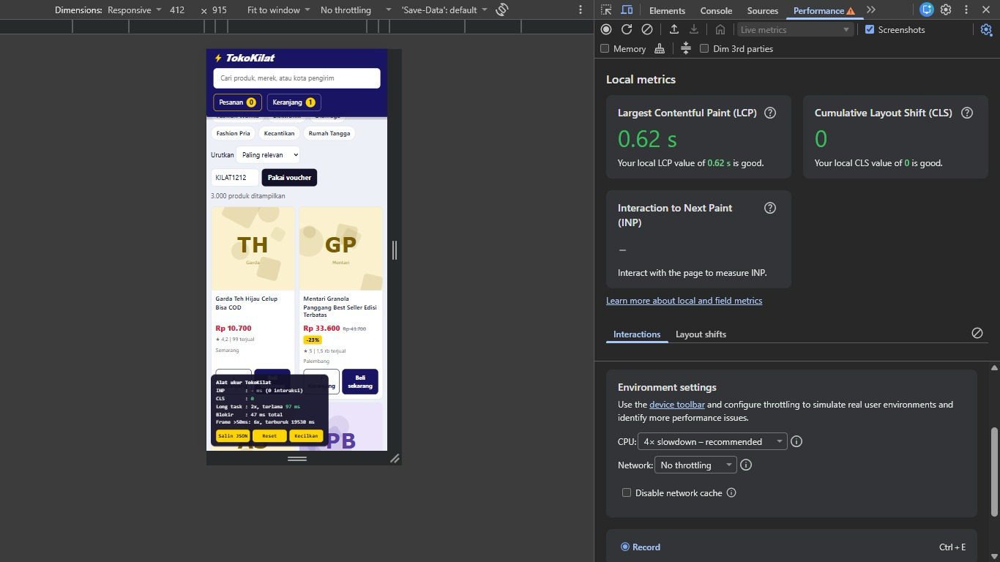 Dimensions: Responsive 412 × 915 Fit to window No throttling 'Save-Data': default
TokoKilat
Cari produk, merek, atau kota pengirim
Pesanan 0 Keranjang 1
Fashion Pria Kecantikan Rumah Tangga
Urutkan Paling relevan
KILAT1212 Pakai voucher
3.000 produk ditampilkan
TH
Garda
GP
Mentari
Garda Teh Hijau Celup
Bisa COD
Rp 10.700
★ 4,2 | 99 terjual
Semarang
Mentari Granola
Panggang Best Seller Edisi
Terbatas
Rp 33.600 Rp 43.700
-23%
★ 5 | 1,5 rb terjual
Palembang
Beli
sekarang
Alat ukur TokoKilat
INP : - ms (0 interaksi)
CLS : 0
Long task : 2x, terlama 97 ms
Blokir : 47 ms total
Frame >50ms: 6x, terburuk 19530 ms
Salin JSON Reset Kecilkan
PB
Elements Console Sources Performance
Live metrics Screenshots
Memory Dim 3rd parties
Local metrics
Largest Contentful Paint (LCP)
0.62 s
Your local LCP value of 0.62 s is good.
Cumulative Layout Shift (CLS)
0
Your local CLS value of 0 is good.
Interaction to Next Paint
(INP)
–
Interact with the page to measure INP.
Learn more about local and field metrics
Interactions Layout shifts
Environment settings
Use the device toolbar and configure throttling to simulate real user environments and
identify more performance issues.
CPU: 4× slowdown – recommended
Network: No throttling
Disable network cache
Record Ctrl + E